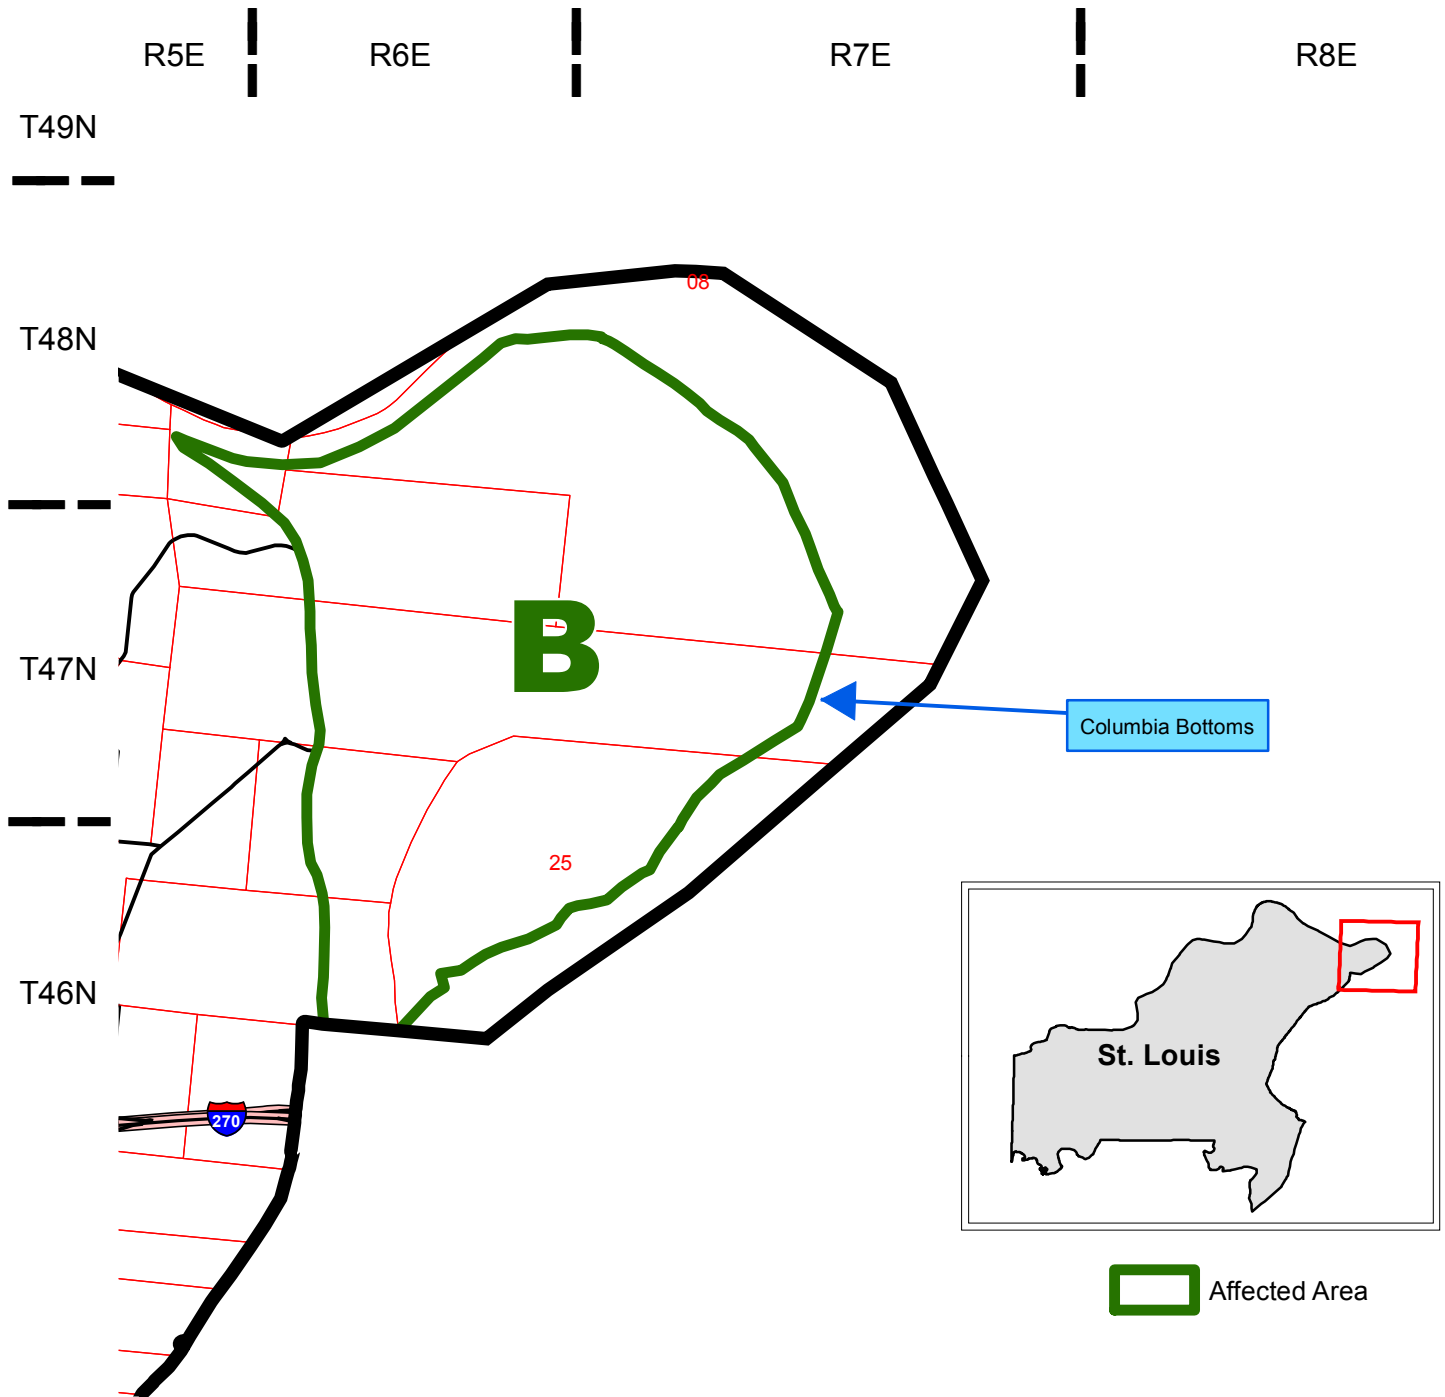 R5E
R6E
R7E
R8E
T49N
T48N
08
T47N
B
Columbia Bottoms
25
T46N
St. Louis
270
Affected Area